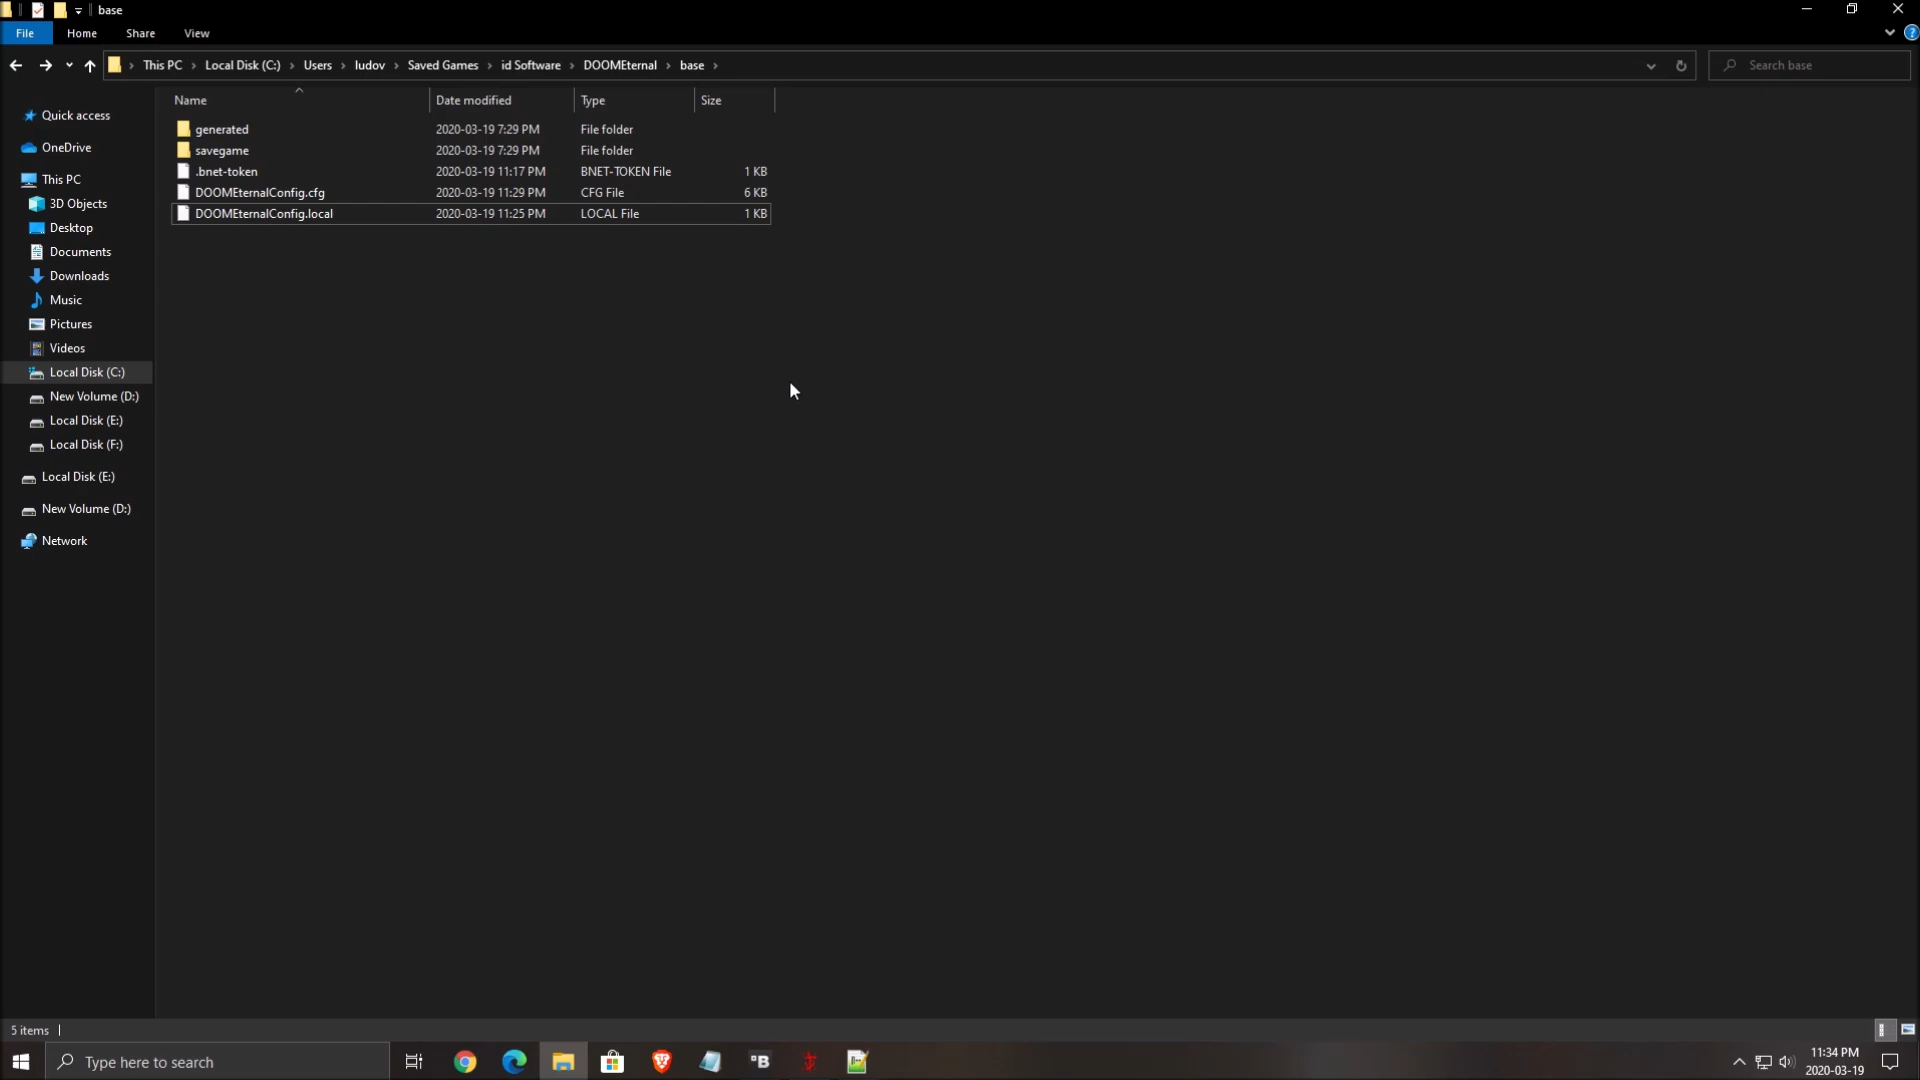 base
File Home Share View
This PC Local Disk (C:) Users ludov Saved Games id Software DOOMEternal base
Search base
Name Date modified Type Size
generated 2020-03-19 7:29 PM File folder
savegame 2020-03-19 7:29 PM File folder
.bnet-token 2020-03-19 11:17 PM BNET-TOKEN File 1 KB
DOOMEternalConfig.cfg 2020-03-19 11:29 PM CFG File 6 KB
DOOMEternalConfig.local 2020-03-19 11:25 PM LOCAL File 1 KB
Quick access
OneDrive
This PC
3D Objects
Desktop
Documents
Downloads
Music
Pictures
Videos
Local Disk (C:)
New Volume (D:)
Local Disk (E:)
Local Disk (F:)
Local Disk (E:)
New Volume (D:)
Network
5 items
Type here to search
B
11:34 PM
2020-03-19